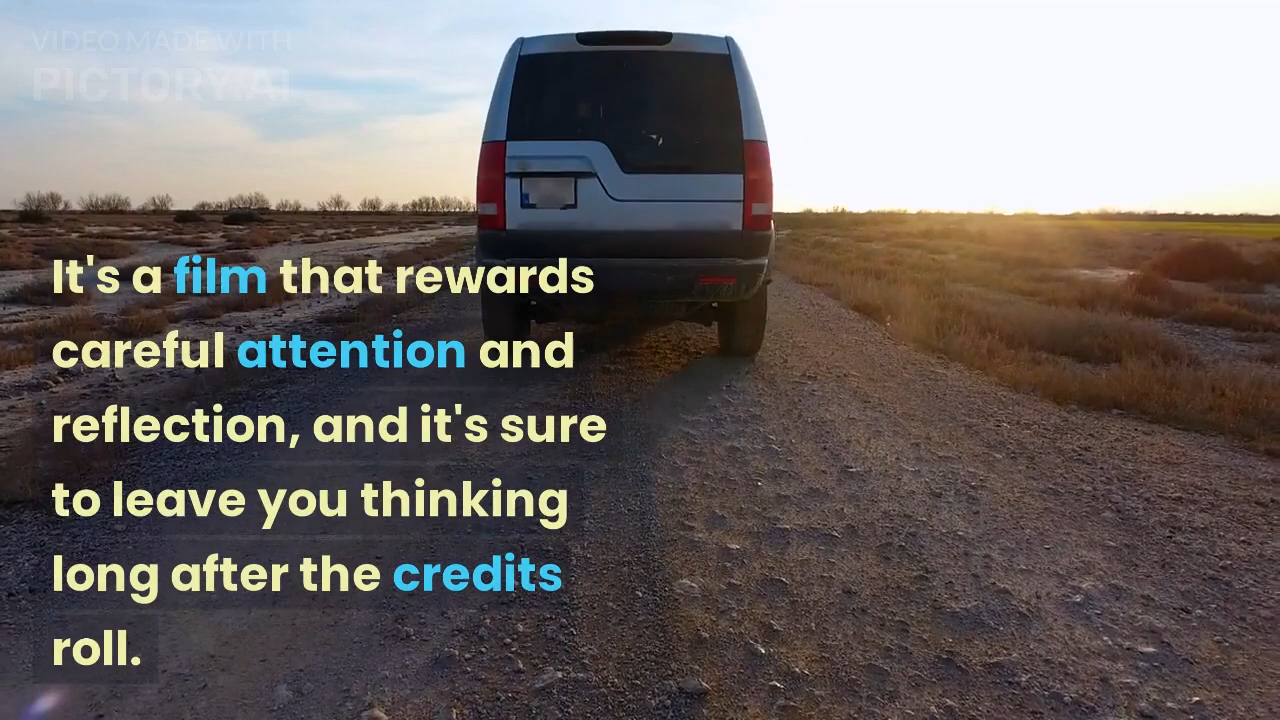 VIDEO MADE WITH
PICTORY.AI
It's a film that rewards
careful attention and
reflection, and it's sure
to leave you thinking
long after the credits
roll.